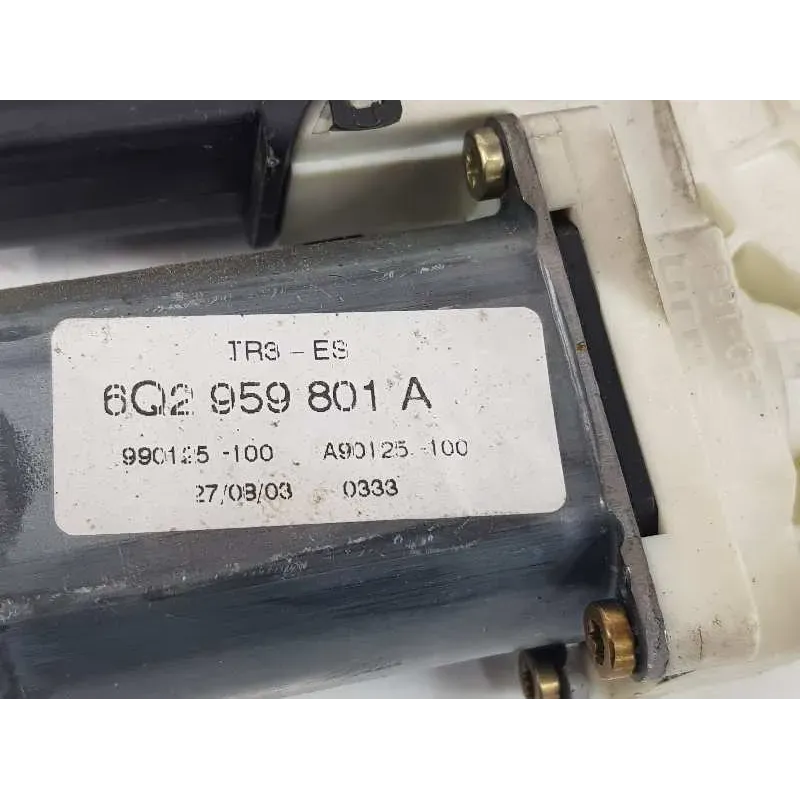 TR3 - ES
6Q2 959 801 A
990125 -100 A90125 -100
27/08/03 0333